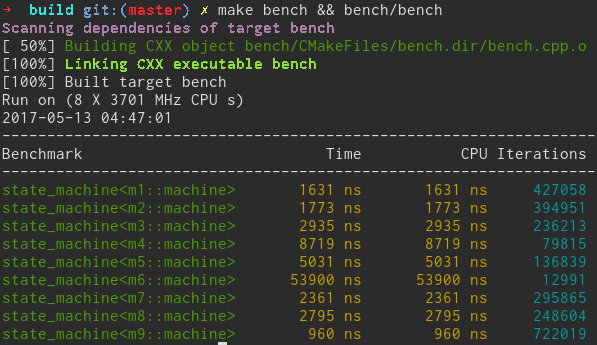 ➜ build git:(master) ✗ make bench && bench/bench
Scanning dependencies of target bench
[ 50%] Building CXX object bench/CMakeFiles/bench.dir/bench.cpp.o
[100%] Linking CXX executable bench
[100%] Built target bench
Run on (8 X 3701 MHz CPU s)
2017-05-13 04:47:01
-----------------------------------------------------------------
Benchmark Time CPU Iterations
-----------------------------------------------------------------
state_machine<m1::machine> 1631 ns 1631 ns 427058
state_machine<m2::machine> 1773 ns 1773 ns 394951
state_machine<m3::machine> 2935 ns 2935 ns 236213
state_machine<m4::machine> 8719 ns 8719 ns 79815
state_machine<m5::machine> 5031 ns 5031 ns 136839
state_machine<m6::machine> 53900 ns 53900 ns 12991
state_machine<m7::machine> 2361 ns 2361 ns 295865
state_machine<m8::machine> 2795 ns 2795 ns 248604
state_machine<m9::machine> 960 ns 960 ns 722019